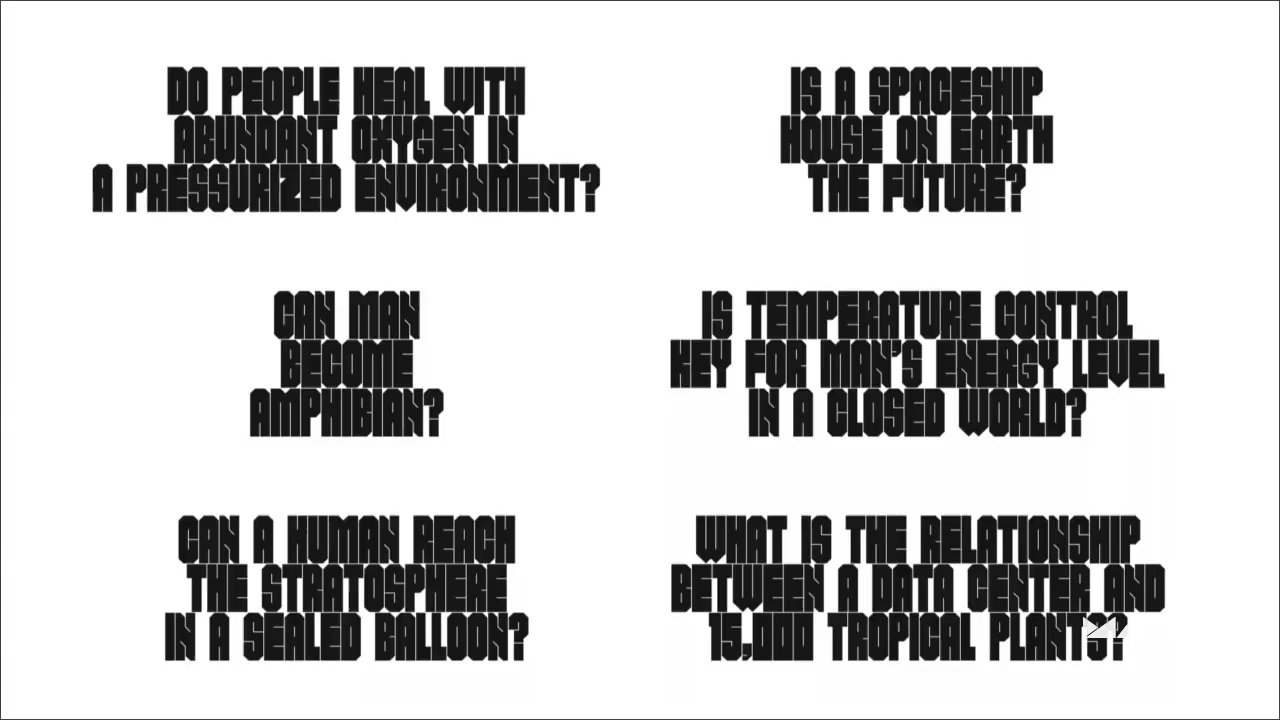 DO PEOPLE HEAL WITH
ABUNDANT OXYGEN IN
A PRESSURIZED ENVIRONMENT?
IS A SPACESHIP
HOUSE ON EARTH
THE FUTURE?
CAN MAN
BECOME
AMPHIBIAN?
IS TEMPERATURE CONTROL
KEY FOR MAN'S ENERGY LEVEL
IN A CLOSED WORLD?
CAN A HUMAN REACH
THE STRATOSPHERE
IN A SEALED BALLOON?
WHAT IS THE RELATIONSHIP
BETWEEN A DATA CENTER AND
15,000 TROPICAL PLANTS?